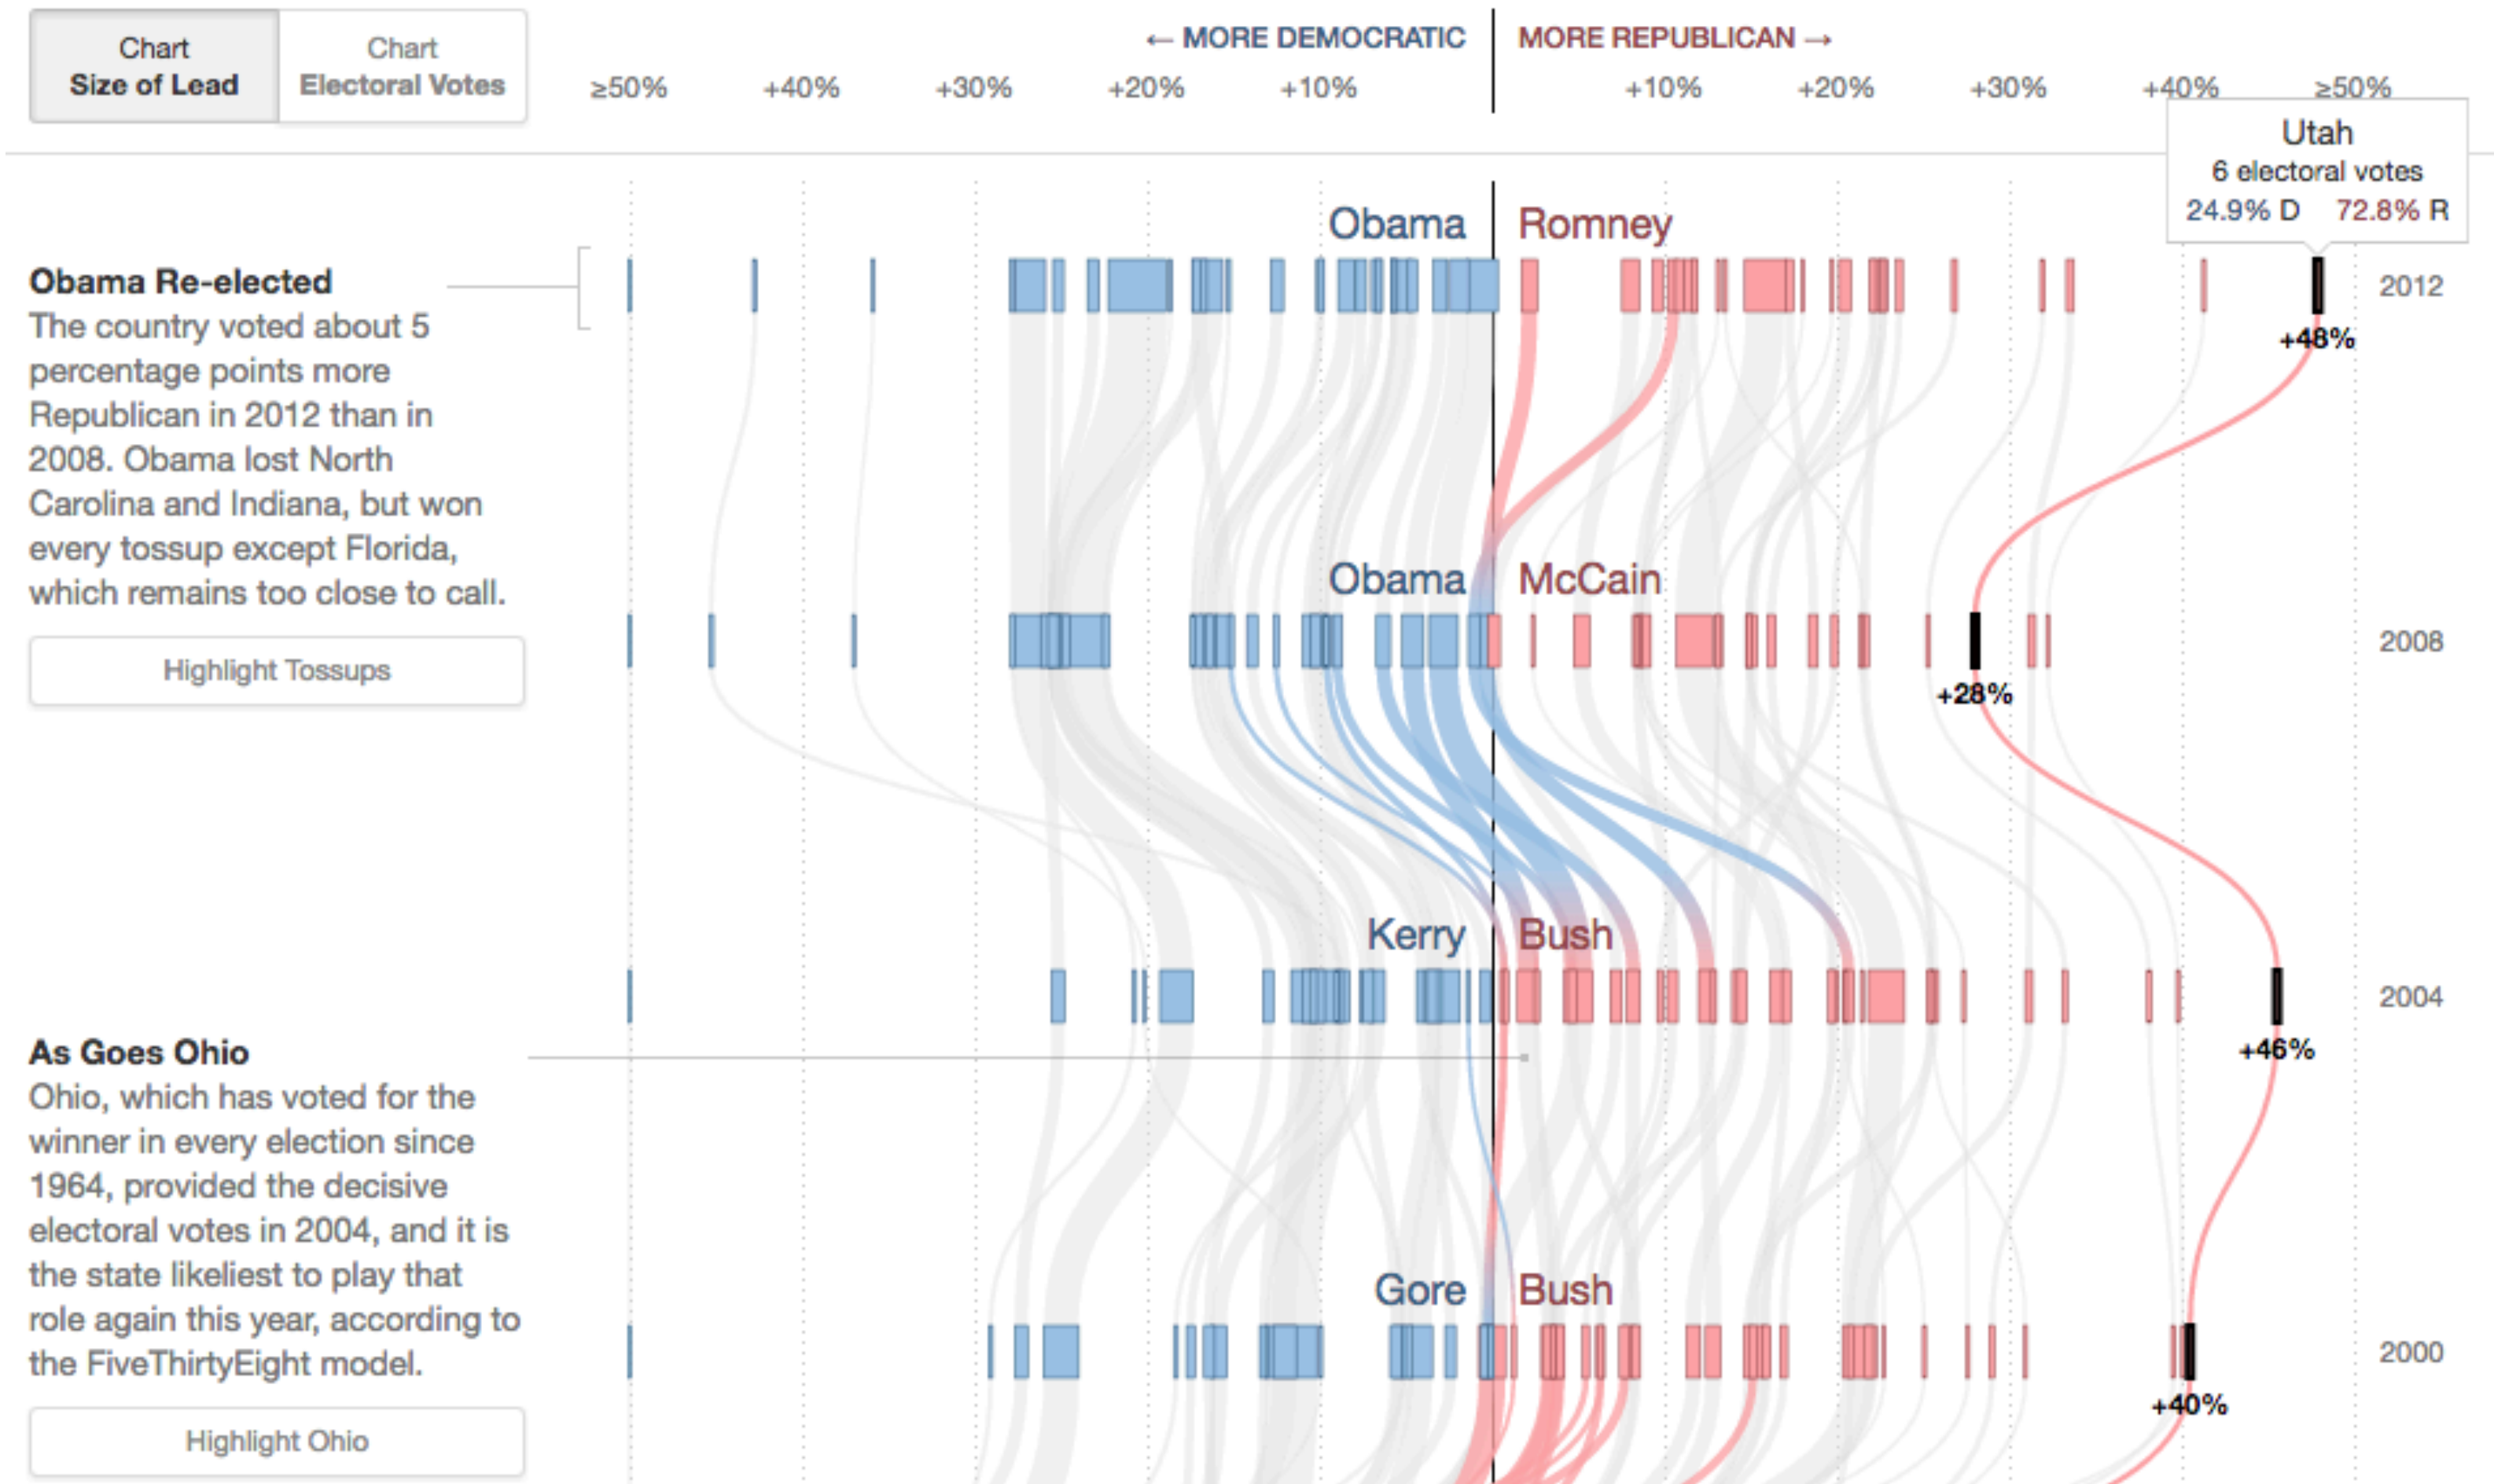 Chart
Size of Lead
Chart
Electoral Votes
← MORE DEMOCRATIC
MORE REPUBLICAN →
≥50% +40% +30% +20% +10% +10% +20% +30% +40% ≥50%
Utah
6 electoral votes
24.9% D 72.8% R
Obama Romney
2012
+48%
Obama Re-elected
The country voted about 5
percentage points more
Republican in 2012 than in
2008. Obama lost North
Carolina and Indiana, but won
every tossup except Florida,
which remains too close to call.
Highlight Tossups
Obama McCain
2008
+28%
Kerry Bush
2004
+46%
As Goes Ohio
Ohio, which has voted for the
winner in every election since
1964, provided the decisive
electoral votes in 2004, and it is
the state likeliest to play that
role again this year, according to
the FiveThirtyEight model.
Highlight Ohio
Gore Bush
2000
+40%